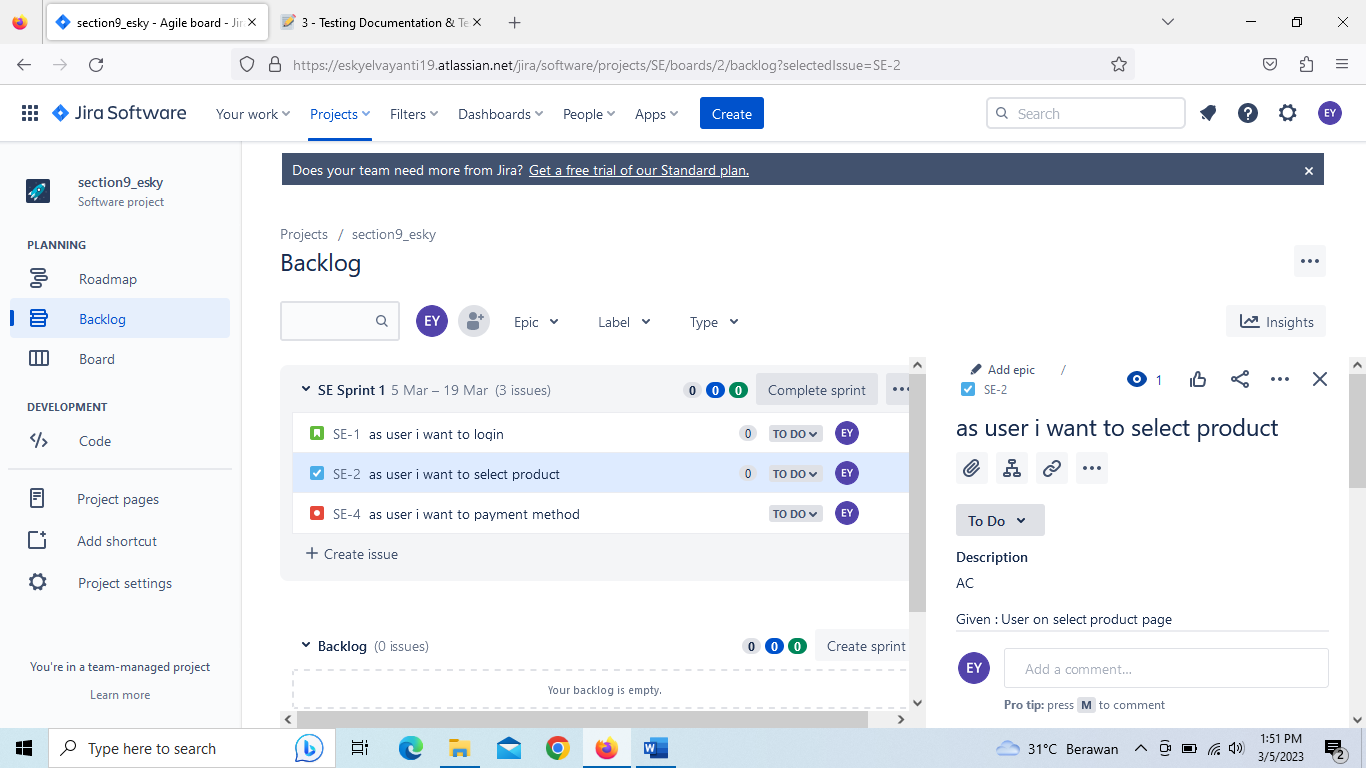 section9_esky - Agile board - Jir
3 - Testing Documentation & Te
https://eskyelvayanti19.atlassian.net/jira/software/projects/SE/boards/2/backlog?selectedIssue=SE-2
Jira Software Your work Projects Filters Dashboards People Apps Create Search EY
Does your team need more from Jira? Get a free trial of our Standard plan.
section9_esky
Software project
PLANNING
Roadmap
Backlog
Board
DEVELOPMENT
Code
Project pages
Add shortcut
Project settings
You're in a team-managed project
Learn more
Projects / section9_esky
Backlog
EY Epic Label Type Insights
SE Sprint 1 5 Mar – 19 Mar (3 issues) 0 0 0 Complete sprint
SE-1 as user i want to login 0 TO DO EY
SE-2 as user i want to select product 0 TO DO EY
SE-4 as user i want to payment method TO DO EY
+ Create issue
Backlog (0 issues) 0 0 0 Create sprint
Your backlog is empty.
Add epic /
SE-2
1
as user i want to select product
To Do
Description
AC
Given : User on select product page
EY Add a comment...
Pro tip: press M to comment
Type here to search
31°C Berawan
1:51 PM
3/5/2023
2